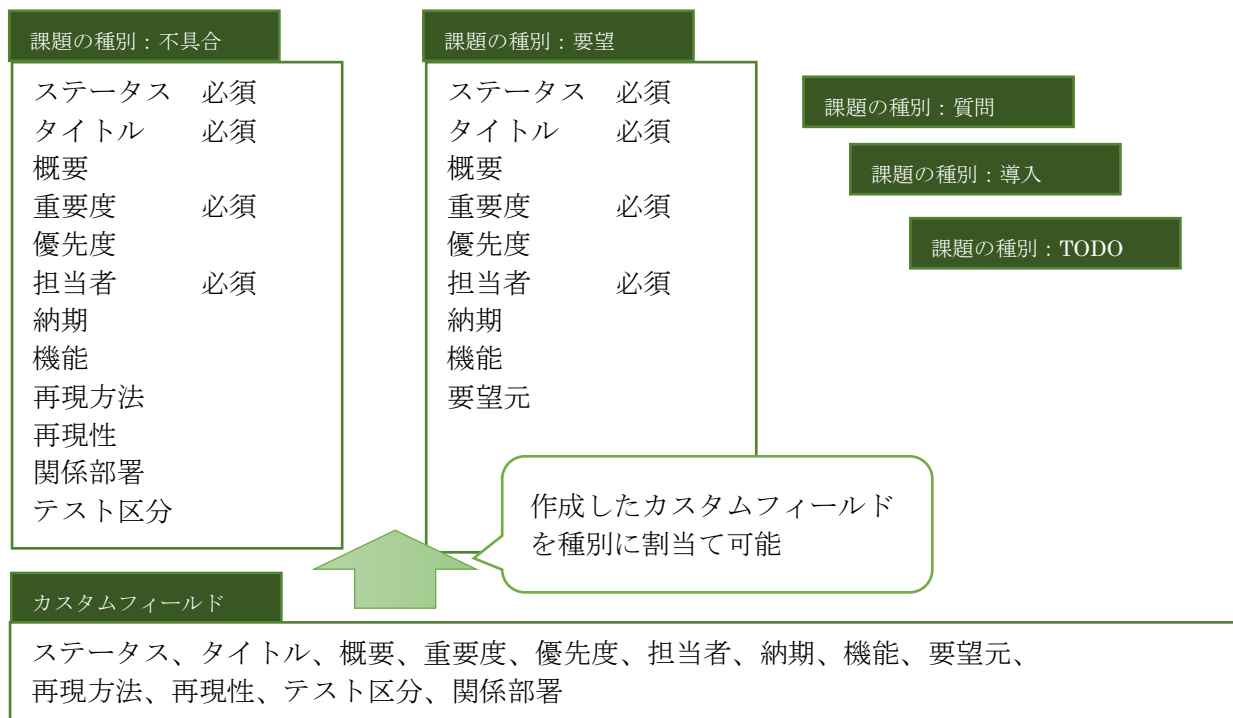 課題の種別：不具合
ステータス 必須
タイトル 必須
概要
重要度 必須
優先度
担当者 必須
納期
機能
再現方法
再現性
関係部署
テスト区分
課題の種別：要望
ステータス 必須
タイトル 必須
概要
重要度 必須
優先度
担当者 必須
納期
機能
要望元
課題の種別：質問
課題の種別：導入
課題の種別：TODO
作成したカスタムフィールド
を種別に割当て可能
カスタムフィールド
ステータス、タイトル、概要、重要度、優先度、担当者、納期、機能、要望元、
再現方法、再現性、テスト区分、関係部署